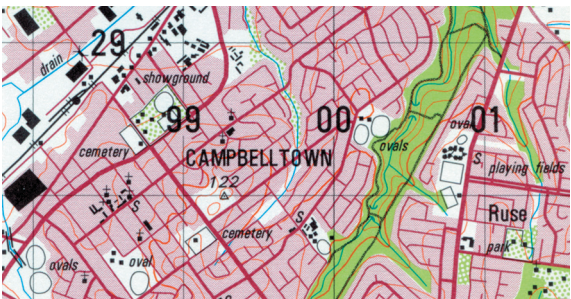 29
drain
showground
99
00
01
oval
ovals
cemetery
CAMPBELLTOWN
S
playing fields
122
S
Ruse
S
cemetery
park
ovals
oval